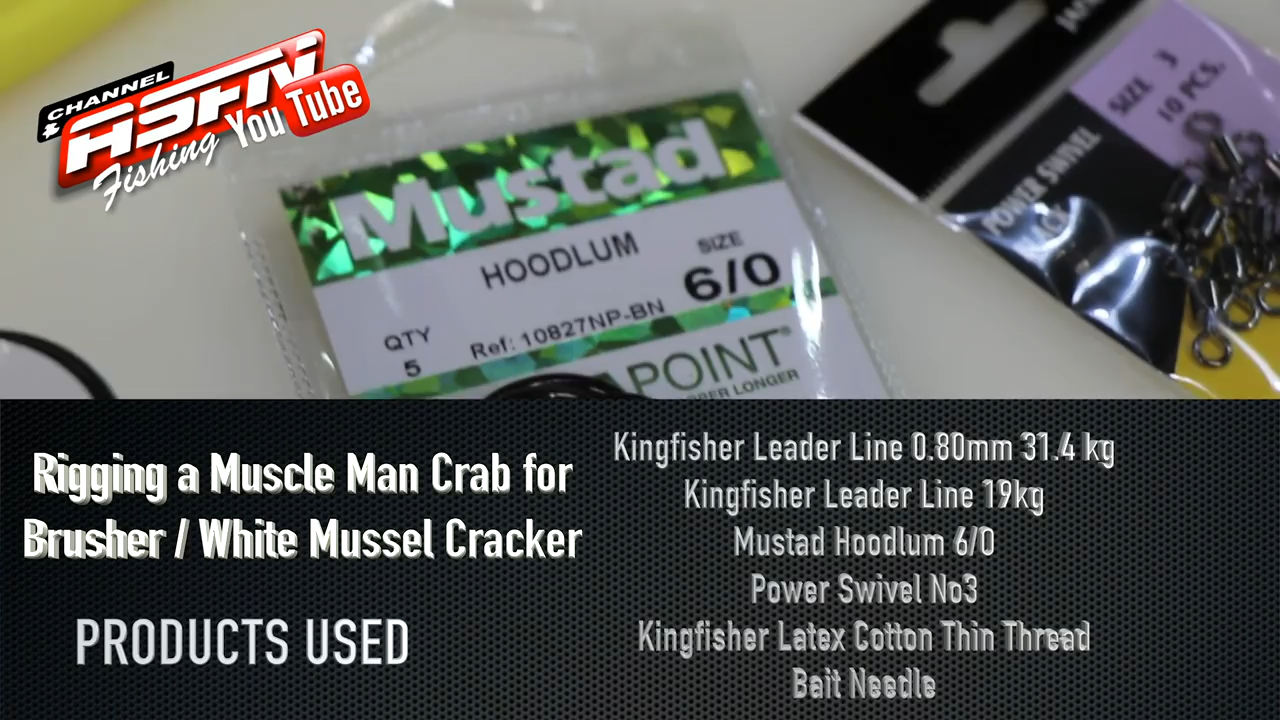 CHANNEL
& ASFN
Fishing YouTube
Mustad
HOODLUM
SIZE
6/0
QTY
5
Ref: 10827NP-BN
POINT®
LONGER
SIZE 3
10 PCS.
POWER SWIVEL
Rigging a Muscle Man Crab for
Brusher / White Mussel Cracker
PRODUCTS USED
Kingfisher Leader Line 0.80mm 31.4 kg
Kingfisher Leader Line 19kg
Mustad Hoodlum 6/0
Power Swivel No3
Kingfisher Latex Cotton Thin Thread
Bait Needle